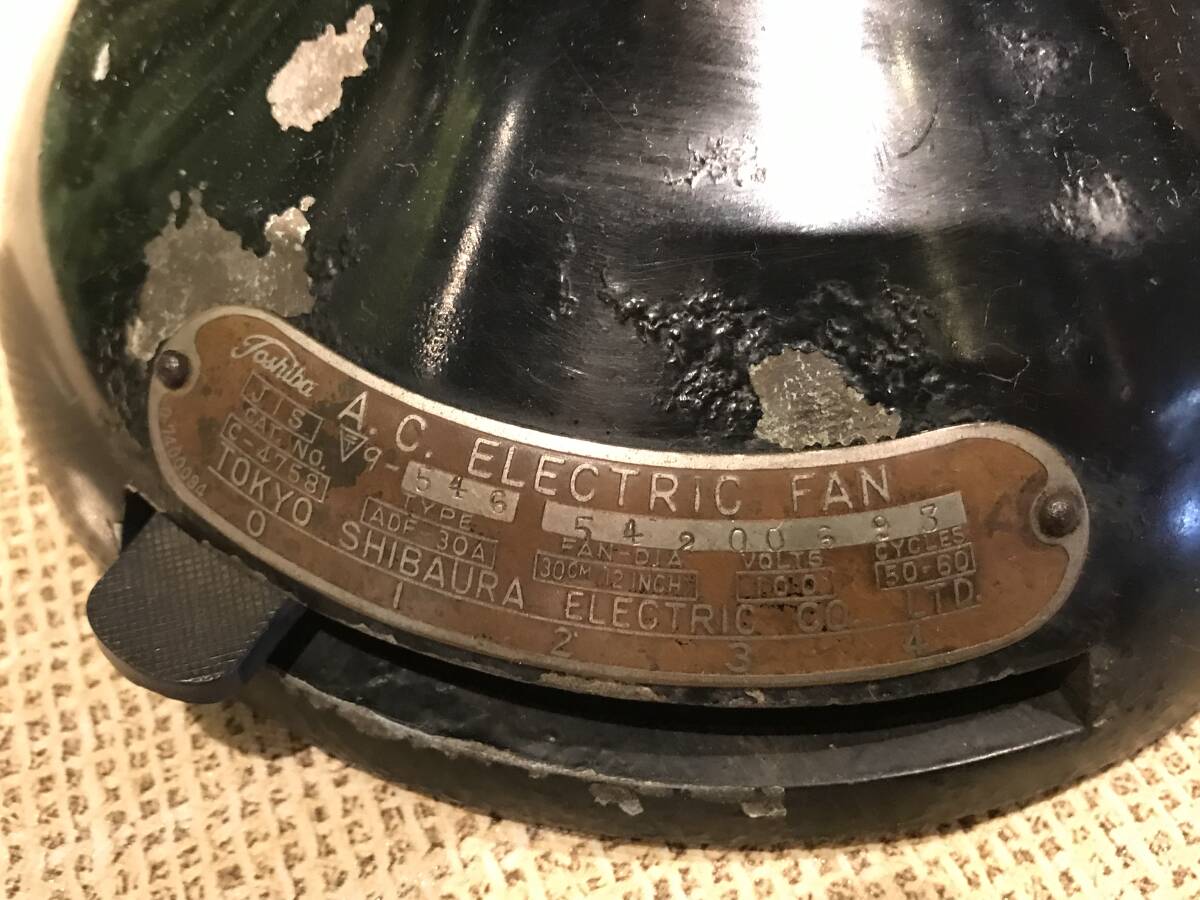 Toshiba
A.C. ELECTRIC FAN
JIS
▽9-546
CAT. NO.
C-4758
TYPE
ADF-30A
54200693
FAN-DIA
30CM 12 INCH
VOLTS
100
CYCLES
50-60
TOKYO SHIBAURA ELECTRIC CO. LTD.
0 1 2 3 4